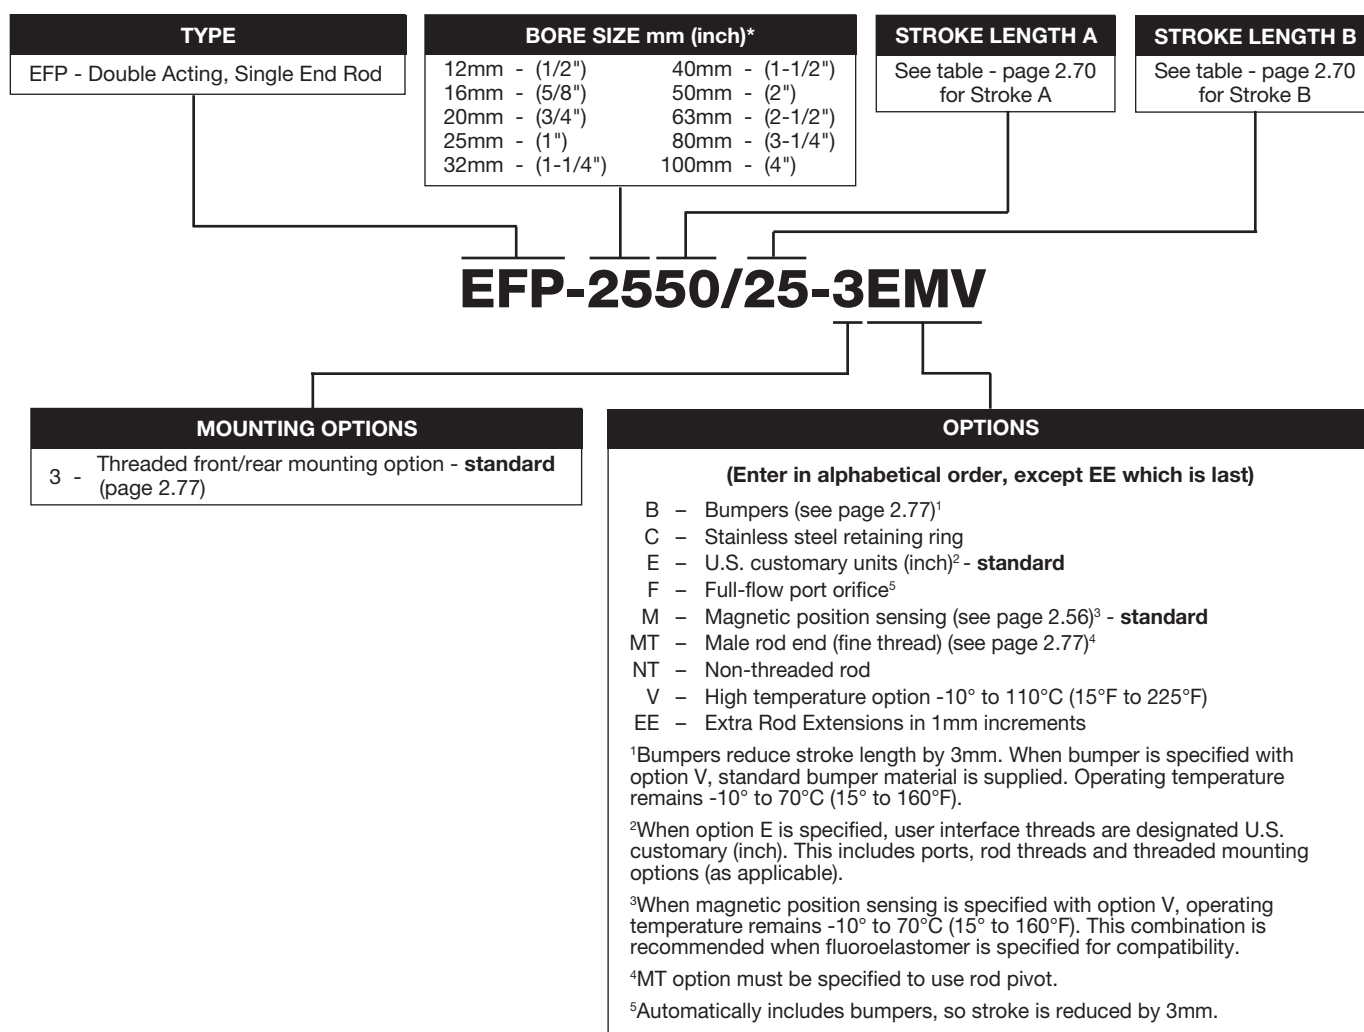 TYPE
EFP - Double Acting, Single End Rod
BORE SIZE mm (inch)*
12mm - (1/2")
16mm - (5/8")
20mm - (3/4")
25mm - (1")
32mm - (1-1/4")
40mm - (1-1/2")
50mm - (2")
63mm - (2-1/2")
80mm - (3-1/4")
100mm - (4")
STROKE LENGTH A
See table - page 2.70
for Stroke A
STROKE LENGTH B
See table - page 2.70
for Stroke B
EFP-2550/25-3EMV
MOUNTING OPTIONS
3 - Threaded front/rear mounting option - standard
(page 2.77)
OPTIONS
(Enter in alphabetical order, except EE which is last)
B – Bumpers (see page 2.77)¹
C – Stainless steel retaining ring
E – U.S. customary units (inch)² - standard
F – Full-flow port orifice⁵
M – Magnetic position sensing (see page 2.56)³ - standard
MT – Male rod end (fine thread) (see page 2.77)⁴
NT – Non-threaded rod
V – High temperature option -10° to 110°C (15°F to 225°F)
EE – Extra Rod Extensions in 1mm increments
¹Bumpers reduce stroke length by 3mm. When bumper is specified with
option V, standard bumper material is supplied. Operating temperature
remains -10° to 70°C (15° to 160°F).
²When option E is specified, user interface threads are designated U.S.
customary (inch). This includes ports, rod threads and threaded mounting
options (as applicable).
³When magnetic position sensing is specified with option V, operating
temperature remains -10° to 70°C (15° to 160°F). This combination is
recommended when fluoroelastomer is specified for compatibility.
⁴MT option must be specified to use rod pivot.
⁵Automatically includes bumpers, so stroke is reduced by 3mm.